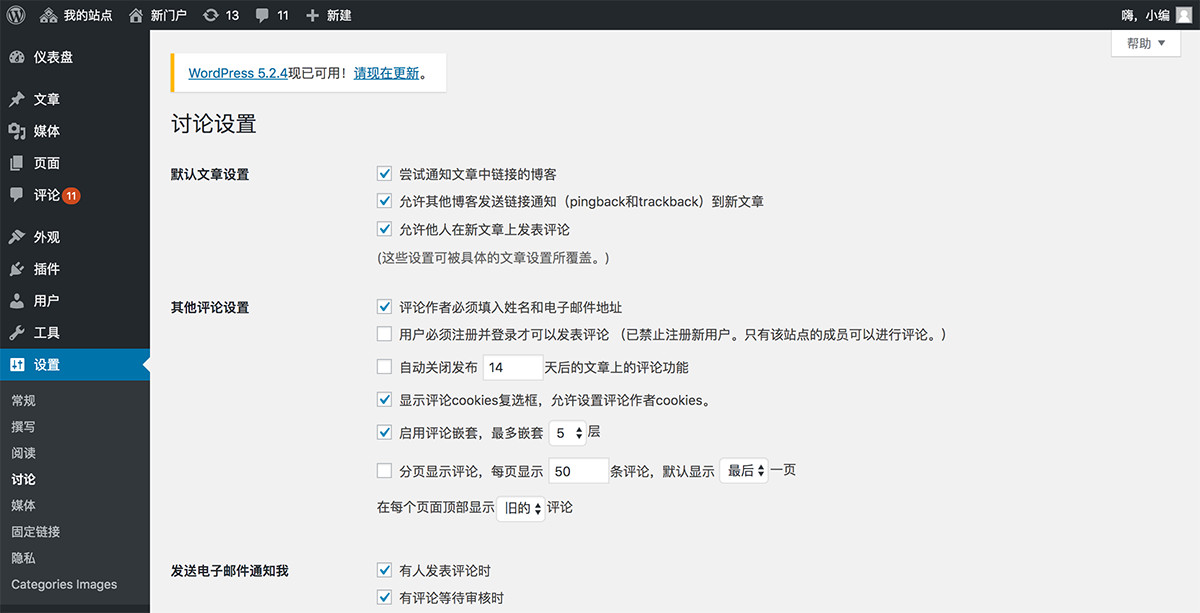 我的站点 新门户 13 11 新建 嗨，小编
帮助
仪表盘
文章
媒体
页面
评论 11
外观
插件
用户
工具
设置
常规
撰写
阅读
讨论
媒体
固定链接
隐私
Categories Images
WordPress 5.2.4现已可用！请现在更新。
讨论设置
默认文章设置
尝试通知文章中链接的博客
允许其他博客发送链接通知（pingback和trackback）到新文章
允许他人在新文章上发表评论
(这些设置可被具体的文章设置所覆盖。)
其他评论设置
评论作者必须填入姓名和电子邮件地址
用户必须注册并登录才可以发表评论 （已禁止注册新用户。只有该站点的成员可以进行评论。）
自动关闭发布 14 天后的文章上的评论功能
显示评论cookies复选框，允许设置评论作者cookies。
启用评论嵌套，最多嵌套 5 层
分页显示评论，每页显示 50 条评论，默认显示 最后 一页
在每个页面顶部显示 旧的 评论
发送电子邮件通知我
有人发表评论时
有评论等待审核时